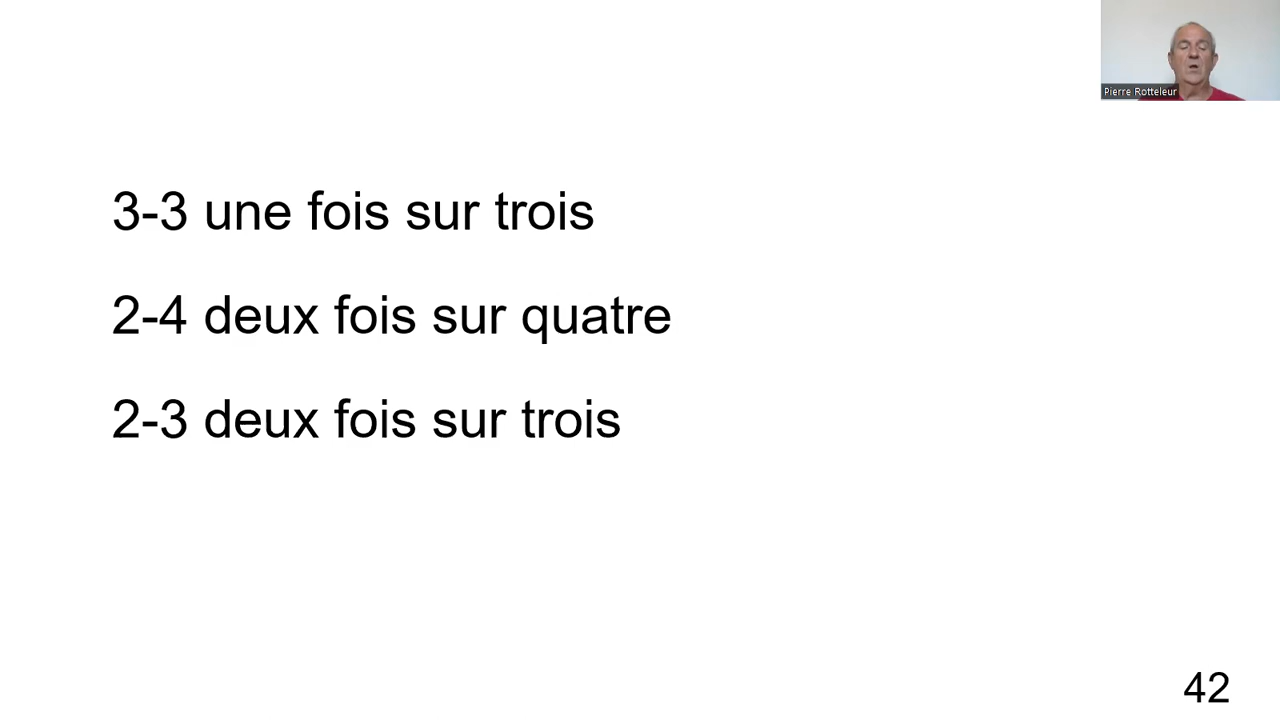 Pierre Rotteleur
3-3 une fois sur trois
2-4 deux fois sur quatre
2-3 deux fois sur trois
42